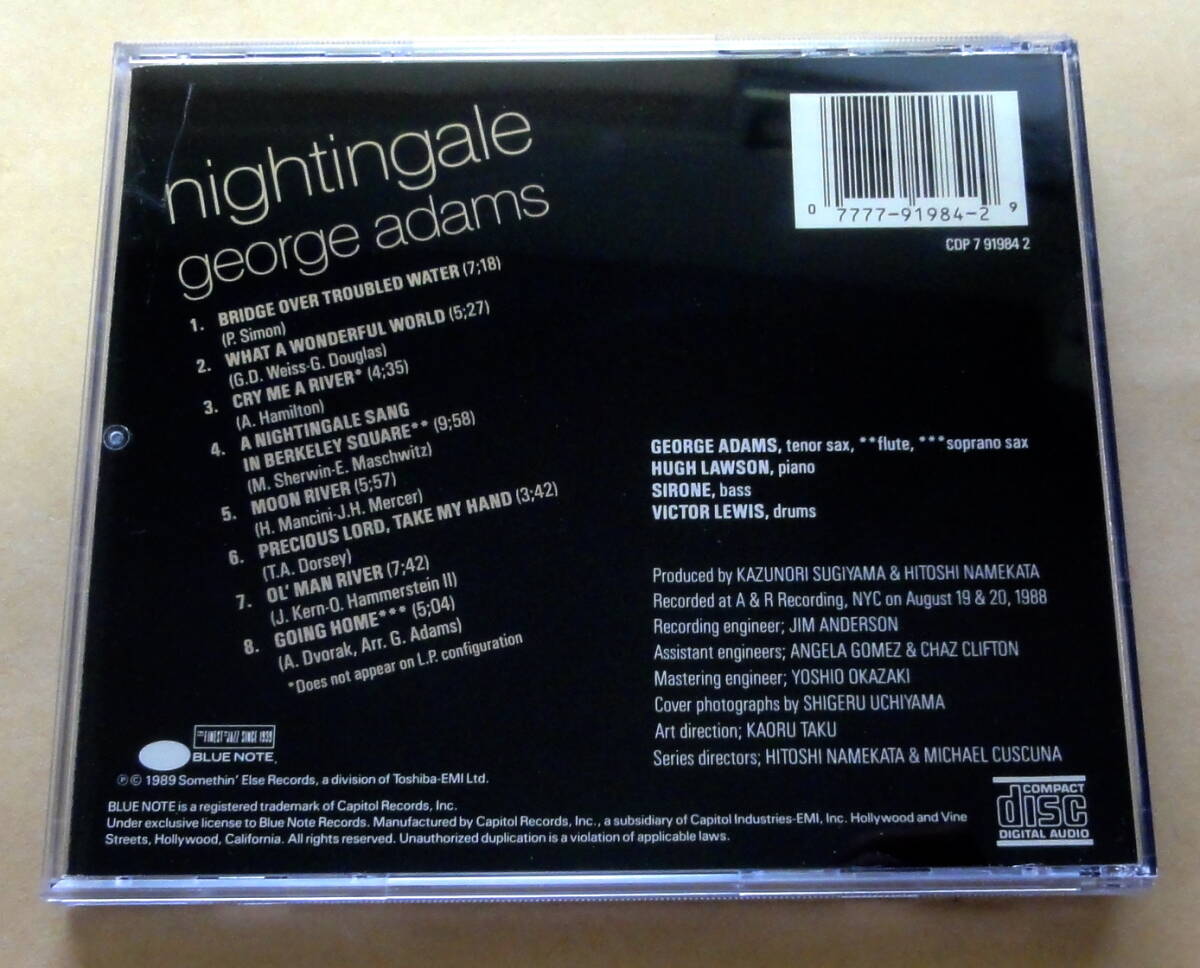 nightingale
george adams
1. BRIDGE OVER TROUBLED WATER (7;18)
(P. Simon)
2. WHAT A WONDERFUL WORLD (5;27)
(G.D. Weiss-G. Douglas)
3. CRY ME A RIVER* (4;35)
(A. Hamilton)
4. A NIGHTINGALE SANG
IN BERKELEY SQUARE** (9;58)
(M. Sherwin-E. Maschwitz)
5. MOON RIVER (5;57)
(H. Mancini-J.H. Mercer)
6. PRECIOUS LORD, TAKE MY HAND (3;42)
(T.A. Dorsey)
7. OL' MAN RIVER (7;42)
(J. Kern-O. Hammerstein II)
8. GOING HOME*** (5;04)
(A. Dvorak, Arr. G. Adams)
*Does not appear on L.P. configuration
0 7777-91984-2 9
CDP 7 91984 2
GEORGE ADAMS, tenor sax, **flute, ***soprano sax
HUGH LAWSON, piano
SIRONE, bass
VICTOR LEWIS, drums
Produced by KAZUNORI SUGIYAMA & HITOSHI NAMEKATA
Recorded at A & R Recording, NYC on August 19 & 20, 1988
Recording engineer; JIM ANDERSON
Assistant engineers; ANGELA GOMEZ & CHAZ CLIFTON
Mastering engineer; YOSHIO OKAZAKI
Cover photographs by SHIGERU UCHIYAMA
Art direction; KAORU TAKU
Series directors; HITOSHI NAMEKATA & MICHAEL CUSCUNA
THE FINEST IN JAZZ SINCE 1939
BLUE NOTE
℗© 1989 Somethin' Else Records, a division of Toshiba-EMI Ltd.
BLUE NOTE is a registered trademark of Capitol Records, Inc.
Under exclusive license to Blue Note Records. Manufactured by Capitol Records, Inc., a subsidiary of Capitol Industries-EMI, Inc. Hollywood and Vine
Streets, Hollywood, California. All rights reserved. Unauthorized duplication is a violation of applicable laws.
COMPACT
disc
DIGITAL AUDIO